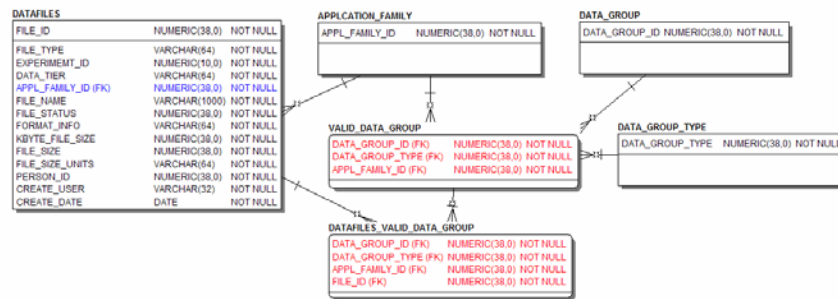 DATAFILES
FILE_ID NUMERIC(38,0) NOT NULL
FILE_TYPE VARCHAR(64) NOT NULL
EXPERIMEMT_ID NUMERIC(10,0) NOT NULL
DATA_TIER VARCHAR(64) NOT NULL
APPL_FAMILY_ID (FK) NUMERIC(38,0) NOT NULL
FILE_NAME VARCHAR(1000) NOT NULL
FILE_STATUS NUMERIC(38,0) NOT NULL
FORMAT_INFO VARCHAR(64) NOT NULL
KBYTE_FILE_SIZE NUMERIC(38,0) NOT NULL
FILE_SIZE NUMERIC(38,0) NOT NULL
FILE_SIZE_UNITS VARCHAR(64) NOT NULL
PERSON_ID NUMERIC(38,0) NOT NULL
CREATE_USER VARCHAR(32) NOT NULL
CREATE_DATE DATE NOT NULL
APPLCATION_FAMILY
APPL_FAMILY_ID NUMERIC(38,0) NOT NULL
DATA_GROUP
DATA_GROUP_ID NUMERIC(38,0) NOT NULL
VALID_DATA_GROUP
DATA_GROUP_ID (FK) NUMERIC(38,0) NOT NULL
DATA_GROUP_TYPE (FK) NUMERIC(38,0) NOT NULL
APPL_FAMILY_ID (FK) NUMERIC(38,0) NOT NULL
DATA_GROUP_TYPE
DATA_GROUP_TYPE NUMERIC(38,0) NOT NULL
DATAFILES_VALID_DATA_GROUP
DATA_GROUP_ID (FK) NUMERIC(38,0) NOT NULL
DATA_GROUP_TYPE (FK) NUMERIC(38,0) NOT NULL
APPL_FAMILY_ID (FK) NUMERIC(38,0) NOT NULL
FILE_ID (FK) NUMERIC(38,0) NOT NULL